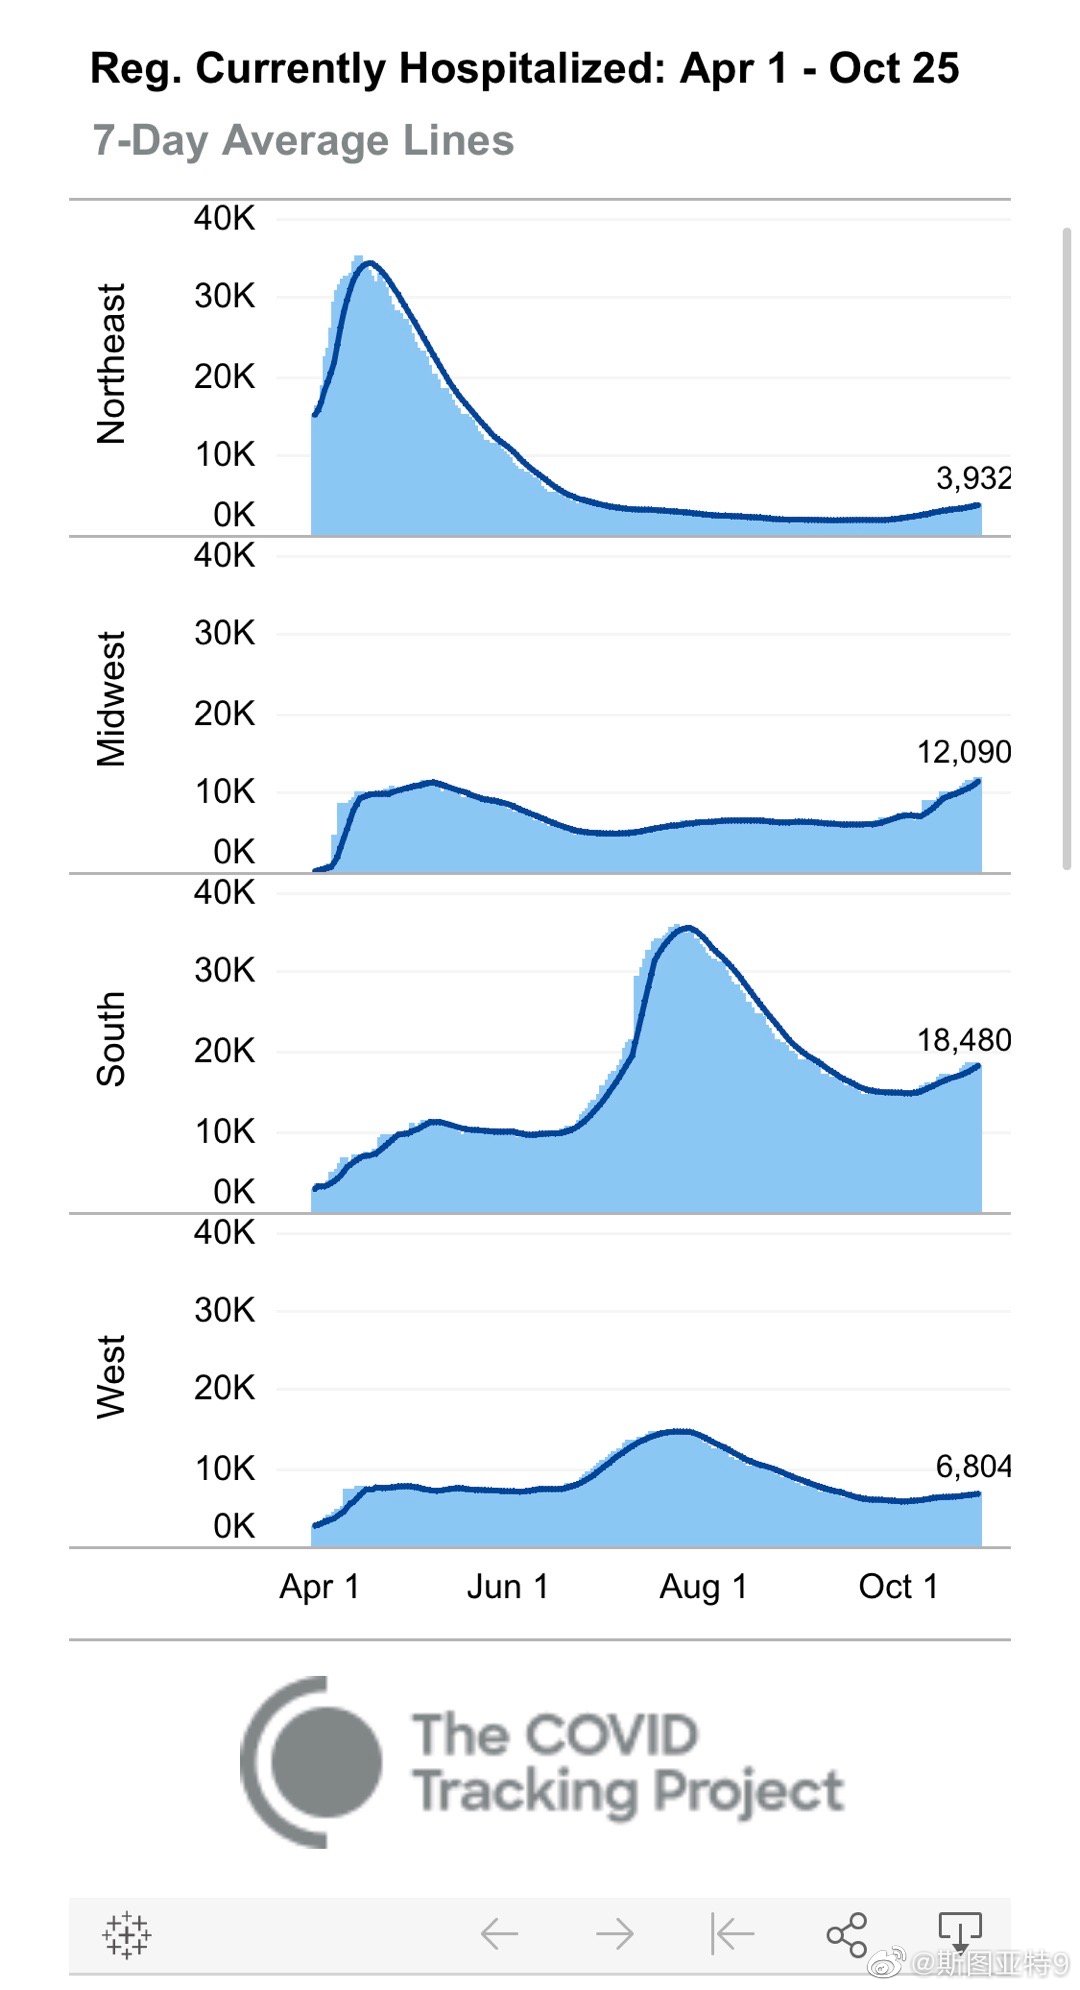 Reg. Currently Hospitalized: Apr 1 - Oct 25
7-Day Average Lines
Northeast
40K
30K
20K
10K
0K
3,932
Midwest
40K
30K
20K
10K
0K
12,090
South
40K
30K
20K
10K
0K
18,480
West
40K
30K
20K
10K
0K
6,804
Apr 1 Jun 1 Aug 1 Oct 1
The COVID
Tracking Project
@斯图亚特9